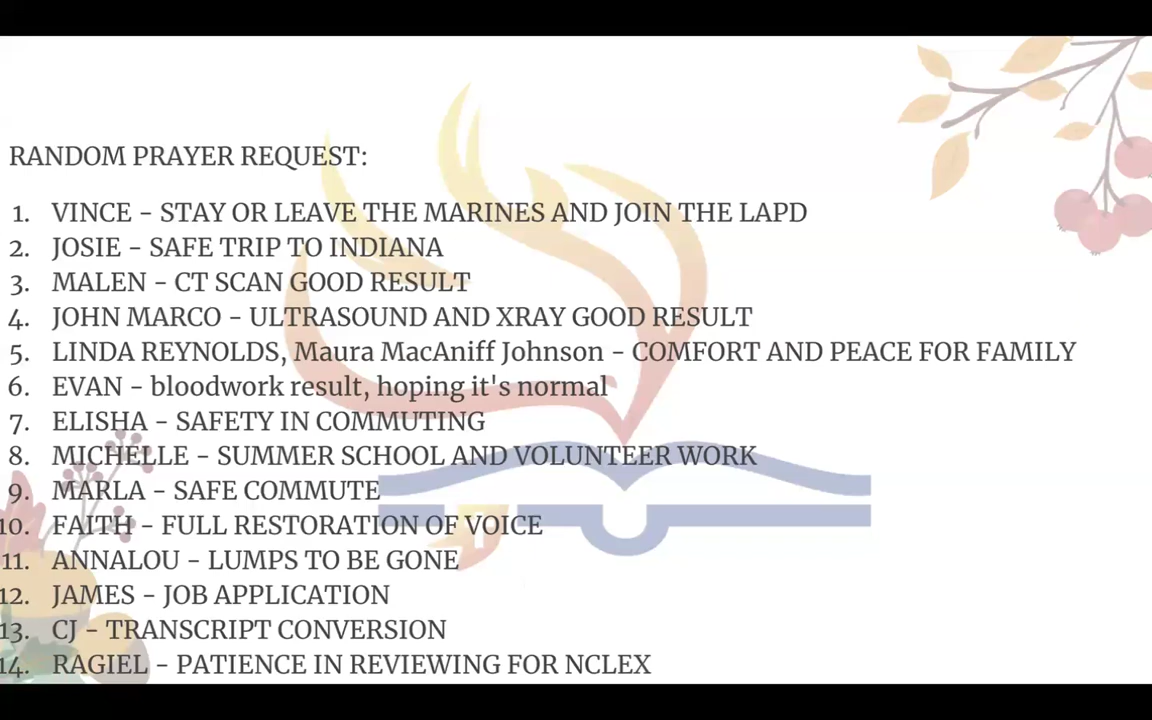 RANDOM PRAYER REQUEST:
1. VINCE - STAY OR LEAVE THE MARINES AND JOIN THE LAPD
2. JOSIE - SAFE TRIP TO INDIANA
3. MALEN - CT SCAN GOOD RESULT
4. JOHN MARCO - ULTRASOUND AND XRAY GOOD RESULT
5. LINDA REYNOLDS, Maura MacAniff Johnson - COMFORT AND PEACE FOR FAMILY
6. EVAN - bloodwork result, hoping it's normal
7. ELISHA - SAFETY IN COMMUTING
8. MICHELLE - SUMMER SCHOOL AND VOLUNTEER WORK
9. MARLA - SAFE COMMUTE
10. FAITH - FULL RESTORATION OF VOICE
11. ANNALOU - LUMPS TO BE GONE
12. JAMES - JOB APPLICATION
13. CJ - TRANSCRIPT CONVERSION
14. RAGIEL - PATIENCE IN REVIEWING FOR NCLEX